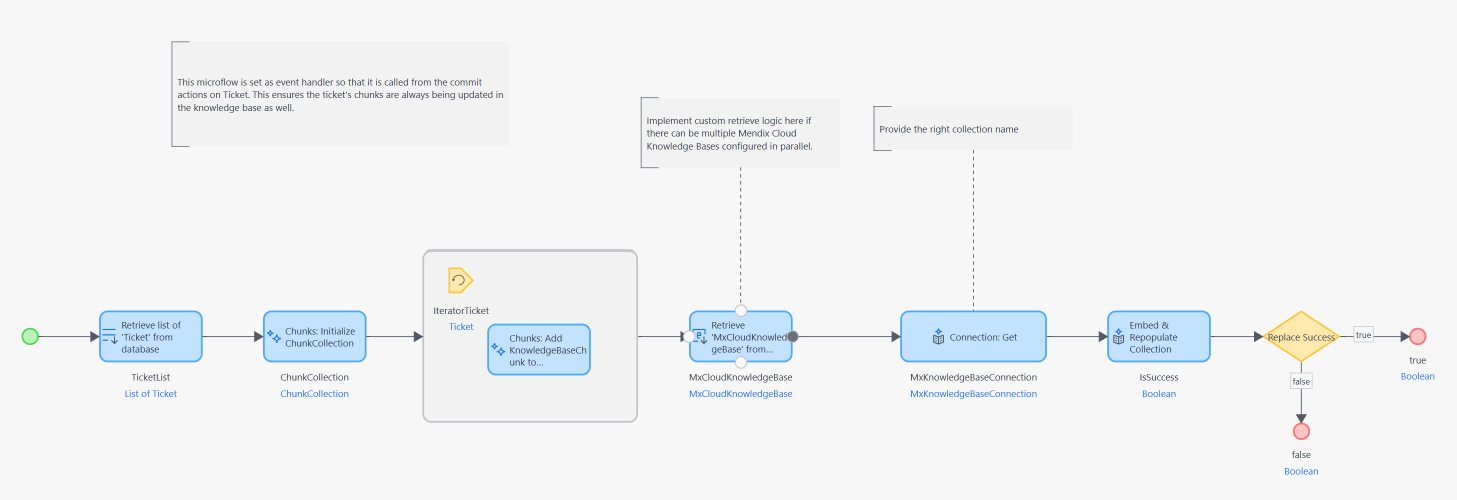 This microflow is set as event handler so that it is called from the commit
actions on Ticket. This ensures the ticket's chunks are always being updated in
the knowledge base as well.
Implement custom retrieve logic here if
there can be multiple Mendix Cloud
Knowledge Bases configured in parallel.
Provide the right collection name
Retrieve list of
'Ticket' from
database
TicketList
List of Ticket
Chunks: Initialize
ChunkCollection
ChunkCollection
ChunkCollection
IteratorTicket
Ticket
Chunks: Add
KnowledgeBaseCh
unk to...
Retrieve
'MxCloudKnowled
geBase' from...
MxCloudKnowledgeBase
MxCloudKnowledgeBase
Connection: Get
MxKnowledgeBaseConnection
MxKnowledgeBaseConnection
Embed &
Repopulate
Collection
IsSuccess
Boolean
Replace Success
true
true
Boolean
false
false
Boolean